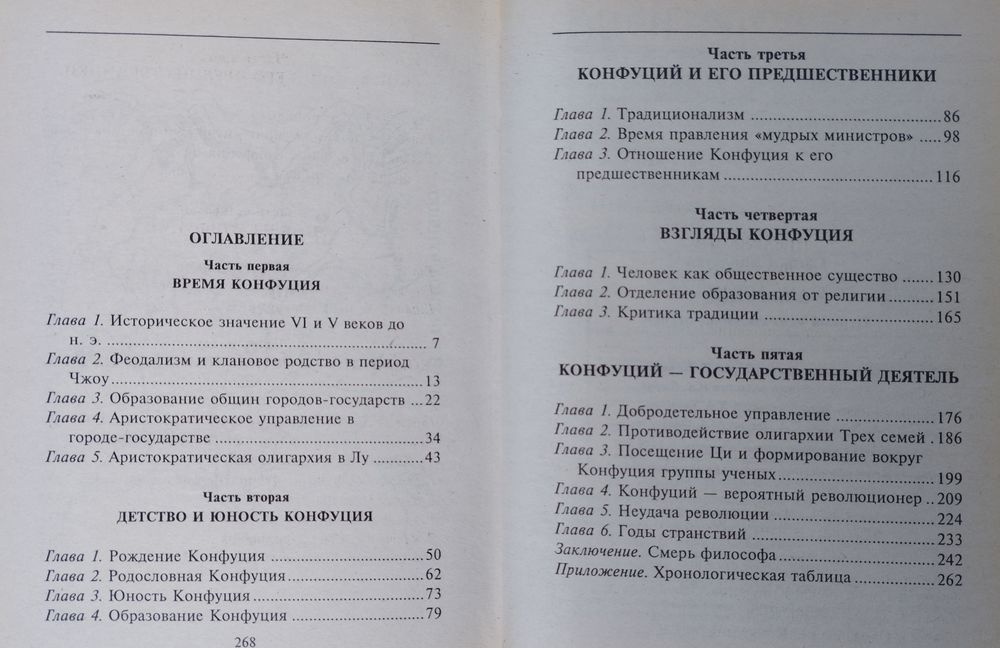 ОГЛАВЛЕНИЕ
Часть первая
ВРЕМЯ КОНФУЦИЯ
Глава 1. Историческое значение VI и V веков до
н. э. ........................................................ 7
Глава 2. Феодализм и клановое родство в период
Чжоу...................................................... 13
Глава 3. Образование общин городов-государств ...22
Глава 4. Аристократическое управление в
городе-государстве .................................... 34
Глава 5. Аристократическая олигархия в Лу ..........43
Часть вторая
ДЕТСТВО И ЮНОСТЬ КОНФУЦИЯ
Глава 1. Рождение Конфуция ..............................50
Глава 2. Родословная Конфуция..........................62
Глава 3. Юность Конфуция ................................73
Глава 4. Образование Конфуция ........................79
268
Часть третья
КОНФУЦИЙ И ЕГО ПРЕДШЕСТВЕННИКИ
Глава 1. Традиционализм ....................................86
Глава 2. Время правления «мудрых министров» .....98
Глава 3. Отношение Конфуция к его
предшественникам ......................................116
Часть четвертая
ВЗГЛЯДЫ КОНФУЦИЯ
Глава 1. Человек как общественное существо ......130
Глава 2. Отделение образования от религии.........151
Глава 3. Критика традиции ................................165
Часть пятая
КОНФУЦИЙ — ГОСУДАРСТВЕННЫЙ ДЕЯТЕЛЬ
Глава 1. Добродетельное управление ..................176
Глава 2. Противодействие олигархии Трех семей .186
Глава 3. Посещение Ци и формирование вокруг
Конфуция группы ученых..............................199
Глава 4. Конфуций — вероятный революционер ..209
Глава 5. Неудача революции ..............................224
Глава 6. Годы странствий ..................................233
Заключение. Смерь философа..............................242
Приложение. Хронологическая таблица................262